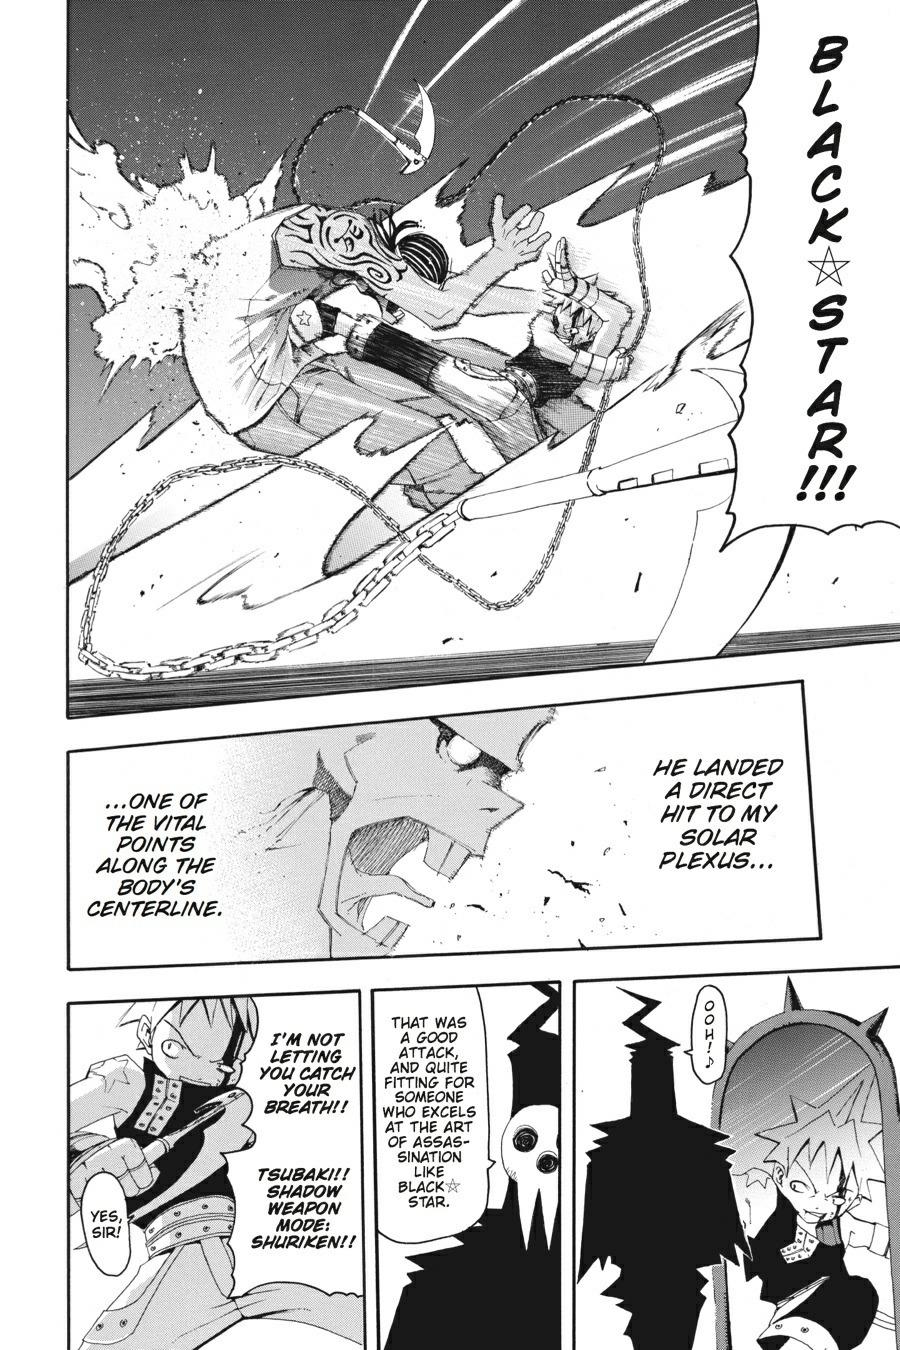 BLACK☆STAR!!!
HE LANDED
A DIRECT
HIT TO MY
SOLAR
PLEXUS...
...ONE OF
THE VITAL
POINTS
ALONG THE
BODY'S
CENTERLINE.
OOH!♪
THAT WAS
A GOOD
ATTACK,
AND QUITE
FITTING FOR
SOMEONE
WHO EXCELS
AT THE ART
OF ASSAS-
SINATION
LIKE
BLACK☆
STAR.
I'M NOT
LETTING
YOU CATCH
YOUR
BREATH!!
TSUBAKI!!
SHADOW
WEAPON
MODE:
SHURIKEN!!
YES,
SIR!